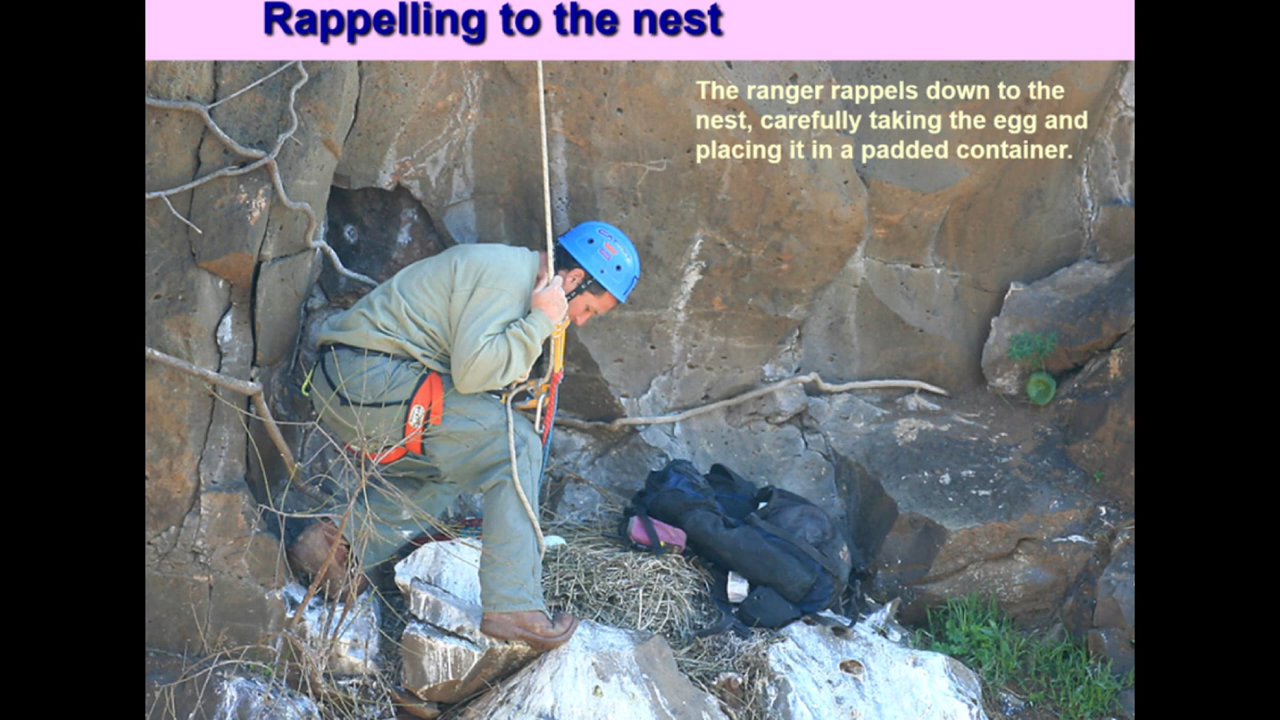 Rappelling to the nest
The ranger rappels down to the
nest, carefully taking the egg and
placing it in a padded container.